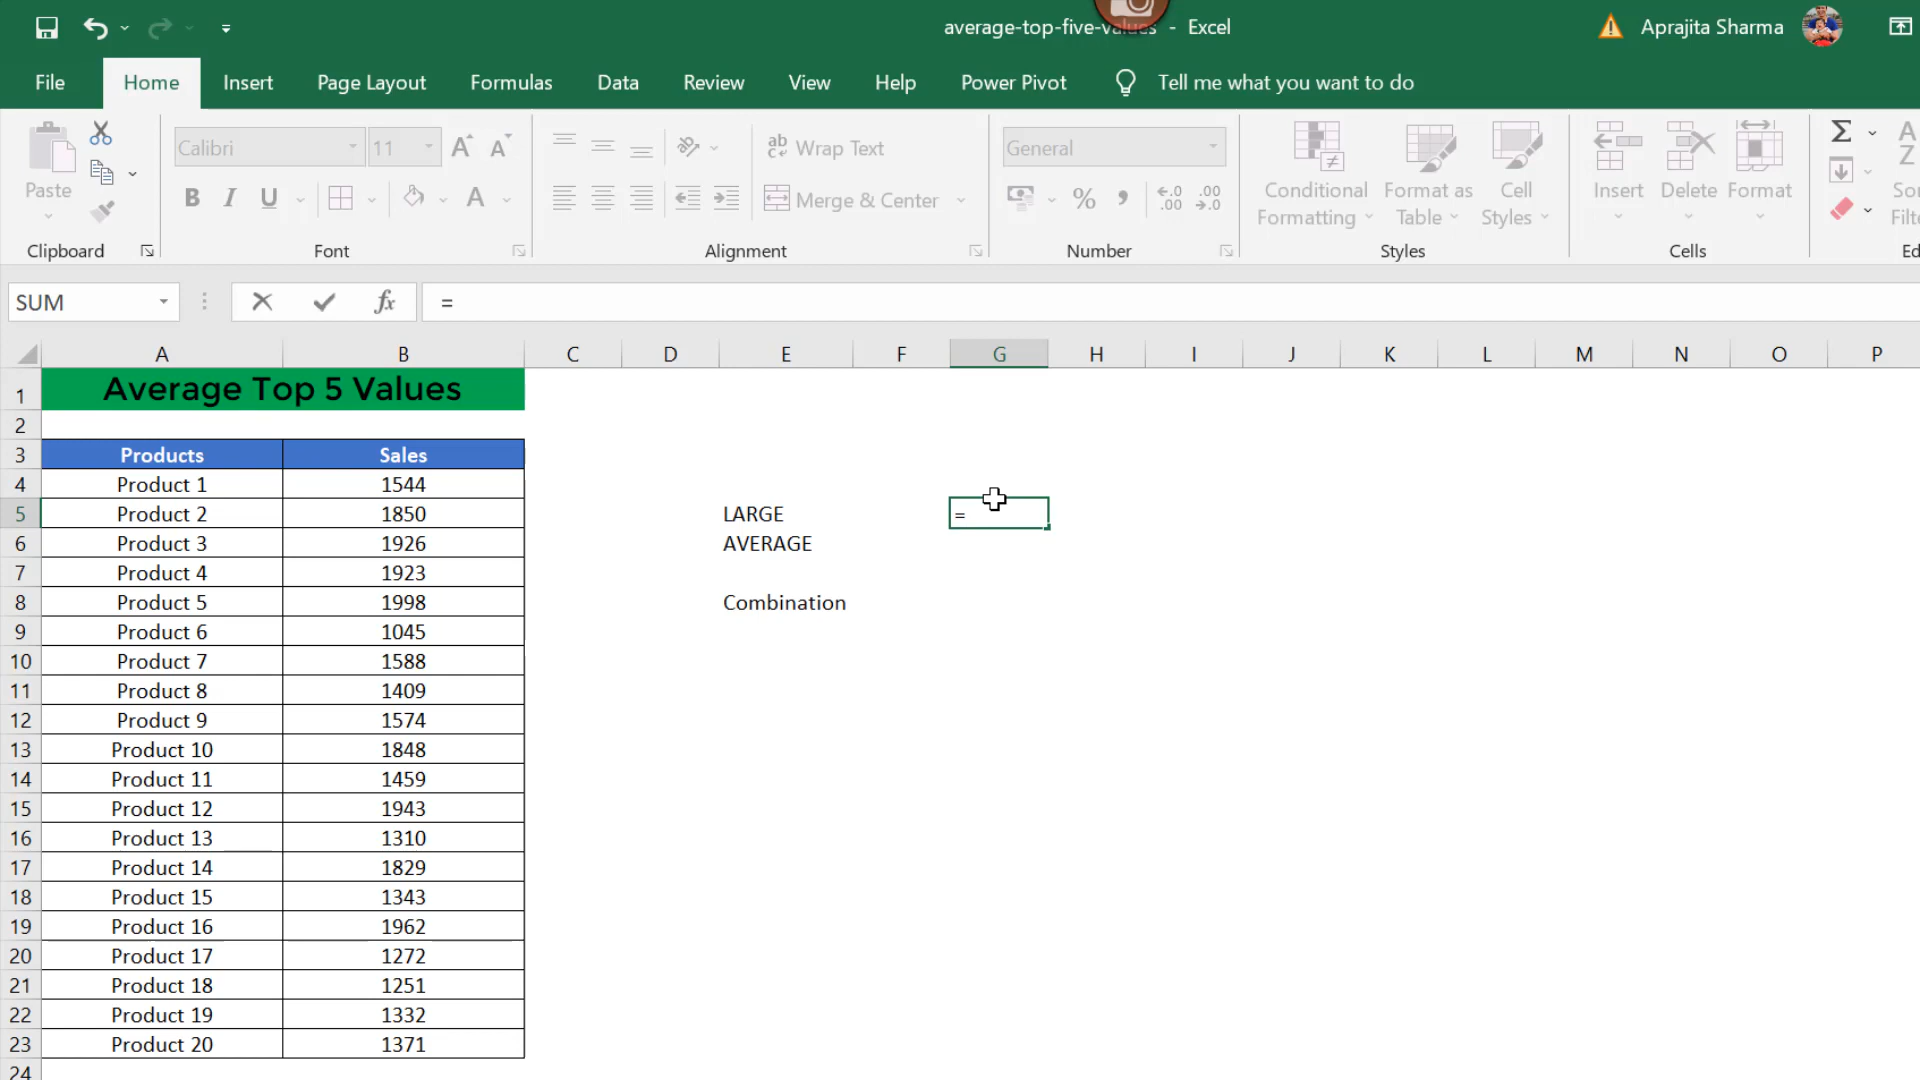 average-top-five-values - Excel
Aprajita Sharma
File Home Insert Page Layout Formulas Data Review View Help Power Pivot Tell me what you want to do
Calibri 11
ab Wrap Text
General
Paste
B I U
Merge & Center
% , .00
Conditional Formatting
Format as Table
Cell Styles
Insert Delete Format
Clipboard Font Alignment Number Styles Cells
SUM fx =
A B C D E F G H I J K L M N O P
1 Average Top 5 Values
2
3 Products Sales
4 Product 1 1544
5 Product 2 1850 LARGE =
6 Product 3 1926 AVERAGE
7 Product 4 1923
8 Product 5 1998 Combination
9 Product 6 1045
10 Product 7 1588
11 Product 8 1409
12 Product 9 1574
13 Product 10 1848
14 Product 11 1459
15 Product 12 1943
16 Product 13 1310
17 Product 14 1829
18 Product 15 1343
19 Product 16 1962
20 Product 17 1272
21 Product 18 1251
22 Product 19 1332
23 Product 20 1371
24